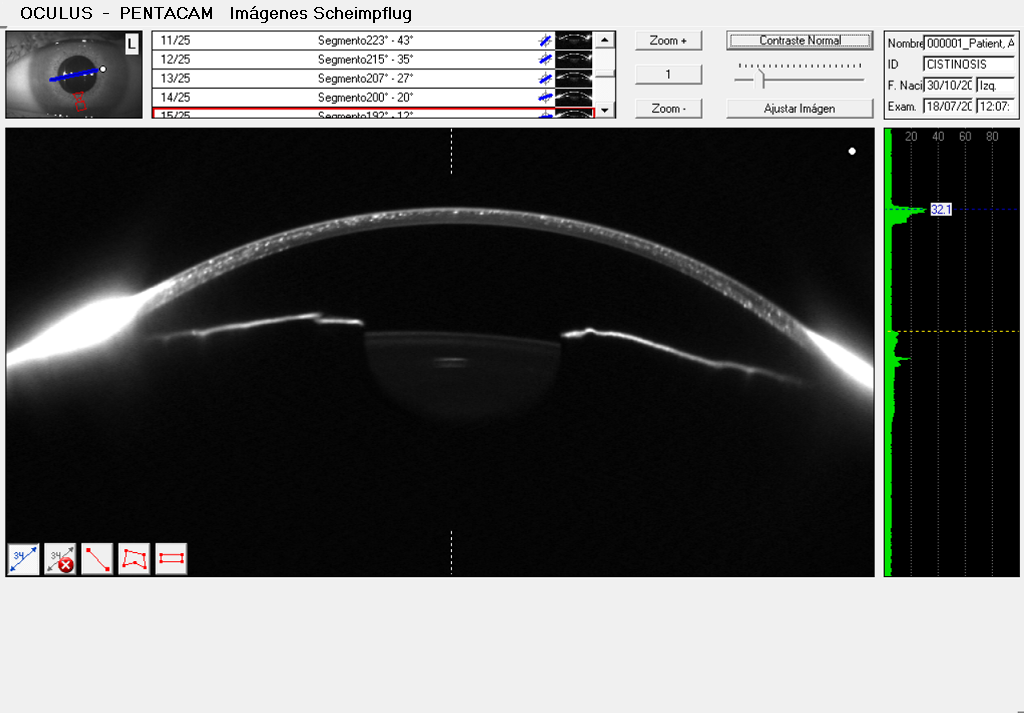 OCULUS - PENTACAM Imágenes Scheimpflug
L
11/25 Segmento223° - 43°
12/25 Segmento215° - 35°
13/25 Segmento207° - 27°
14/25 Segmento200° - 20°
15/25 Segmento192° - 12°
Zoom +
1
Zoom -
Contraste Normal
Ajustar Imágen
Nombre 000001_Patient, A
ID CISTINOSIS
F. Naci 30/10/20 Izq.
Exam. 18/07/20 12:07:
20 40 60 80
32.1
34 34